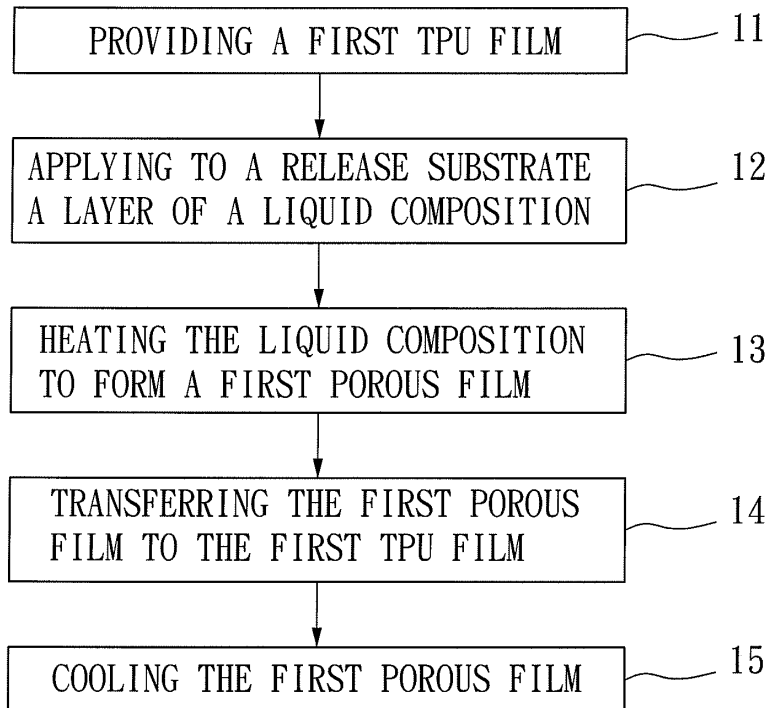 PROVIDING A FIRST TPU FILM
11
APPLYING TO A RELEASE SUBSTRATE
A LAYER OF A LIQUID COMPOSITION
12
HEATING THE LIQUID COMPOSITION
TO FORM A FIRST POROUS FILM
13
TRANSFERRING THE FIRST POROUS
FILM TO THE FIRST TPU FILM
14
COOLING THE FIRST POROUS FILM
15